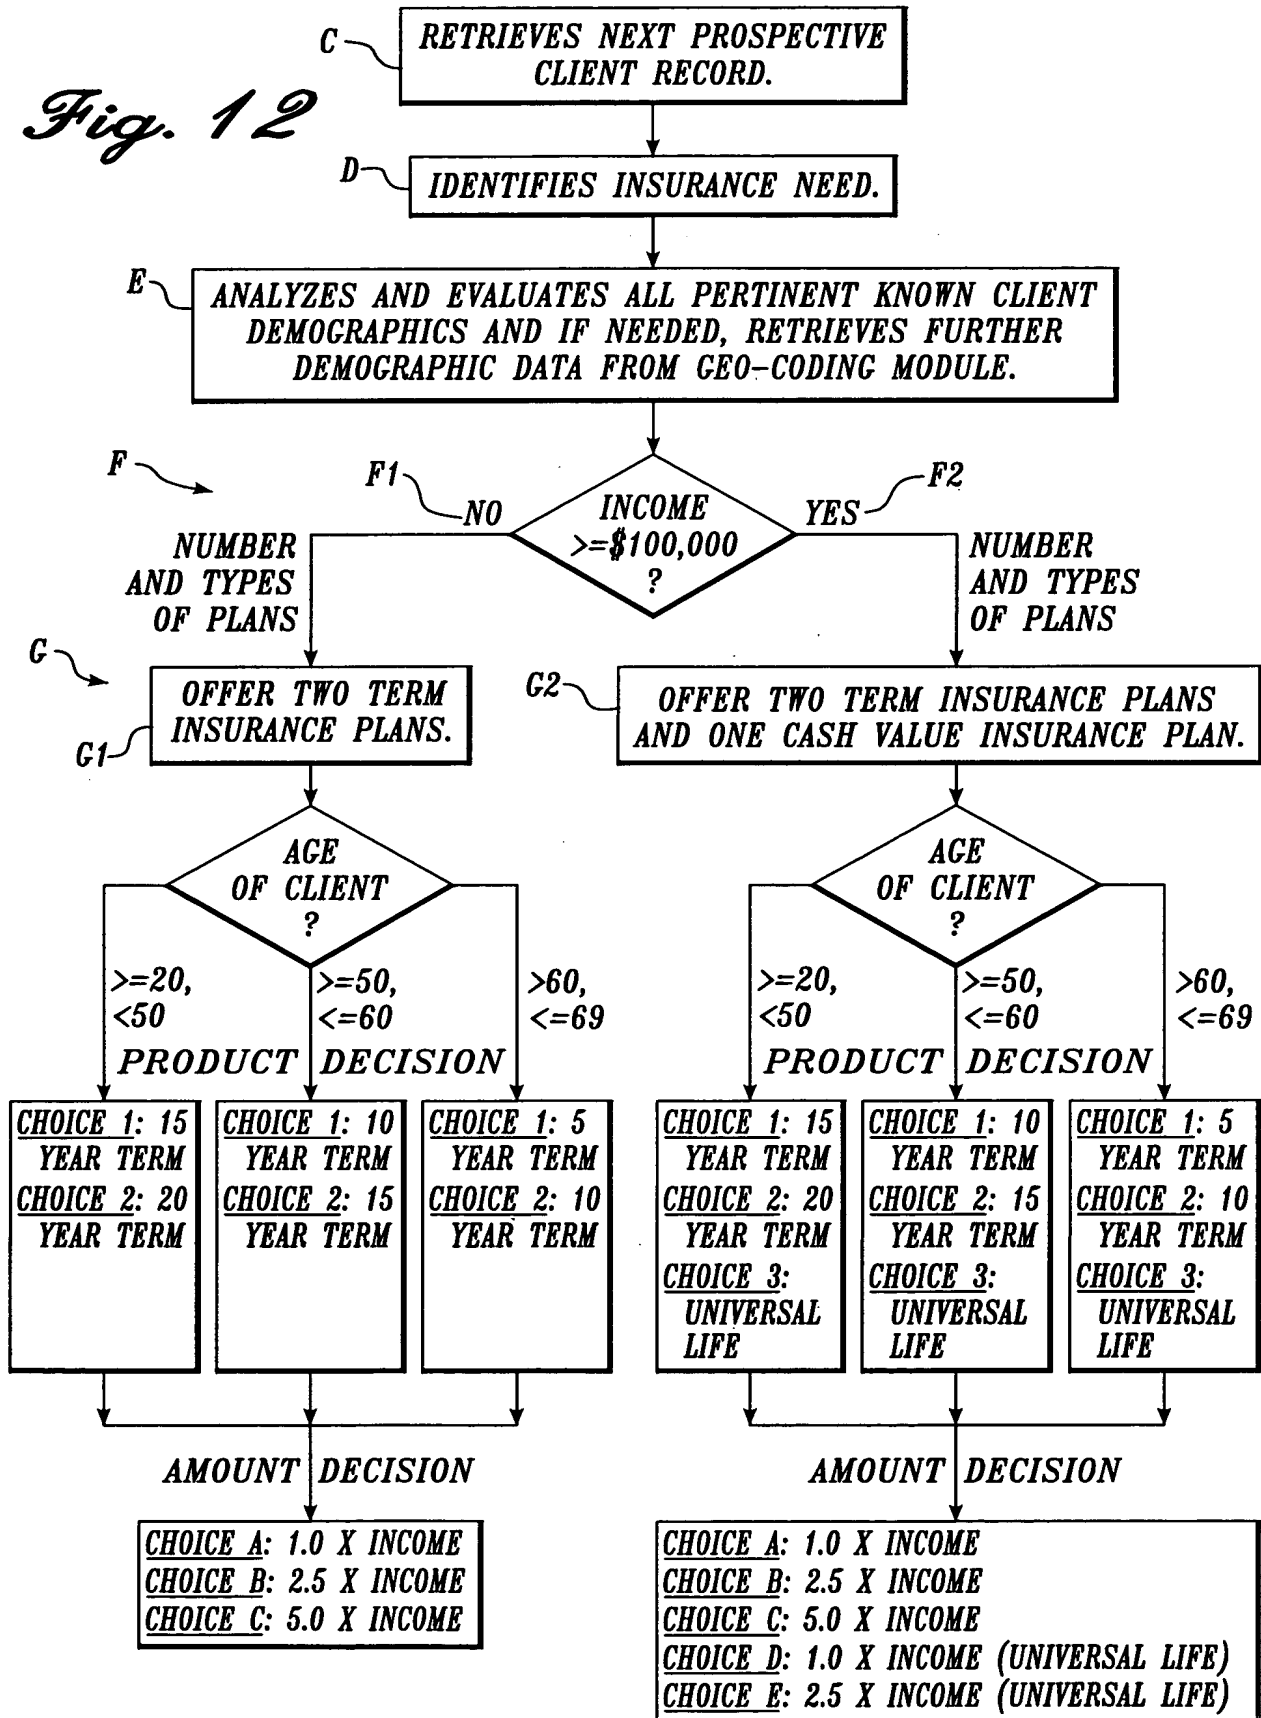 Fig. 12
C
RETRIEVES NEXT PROSPECTIVE
CLIENT RECORD.
D
IDENTIFIES INSURANCE NEED.
E
ANALYZES AND EVALUATES ALL PERTINENT KNOWN CLIENT
DEMOGRAPHICS AND IF NEEDED, RETRIEVES FURTHER
DEMOGRAPHIC DATA FROM GEO-CODING MODULE.
F
F1
NO
INCOME
>=$100,000
?
YES
F2
NUMBER
AND TYPES
OF PLANS
NUMBER
AND TYPES
OF PLANS
G
G1
OFFER TWO TERM
INSURANCE PLANS.
G2
OFFER TWO TERM INSURANCE PLANS
AND ONE CASH VALUE INSURANCE PLAN.
AGE
OF CLIENT
?
>=20,
<50
>=50,
<=60
>60,
<=69
PRODUCT DECISION
CHOICE 1: 15
YEAR TERM
CHOICE 2: 20
YEAR TERM
CHOICE 1: 10
YEAR TERM
CHOICE 2: 15
YEAR TERM
CHOICE 1: 5
YEAR TERM
CHOICE 2: 10
YEAR TERM
AMOUNT DECISION
CHOICE A: 1.0 X INCOME
CHOICE B: 2.5 X INCOME
CHOICE C: 5.0 X INCOME
AGE
OF CLIENT
?
>=20,
<50
>=50,
<=60
>60,
<=69
PRODUCT DECISION
CHOICE 1: 15
YEAR TERM
CHOICE 2: 20
YEAR TERM
CHOICE 3:
UNIVERSAL
LIFE
CHOICE 1: 10
YEAR TERM
CHOICE 2: 15
YEAR TERM
CHOICE 3:
UNIVERSAL
LIFE
CHOICE 1: 5
YEAR TERM
CHOICE 2: 10
YEAR TERM
CHOICE 3:
UNIVERSAL
LIFE
AMOUNT DECISION
CHOICE A: 1.0 X INCOME
CHOICE B: 2.5 X INCOME
CHOICE C: 5.0 X INCOME
CHOICE D: 1.0 X INCOME (UNIVERSAL LIFE)
CHOICE E: 2.5 X INCOME (UNIVERSAL LIFE)